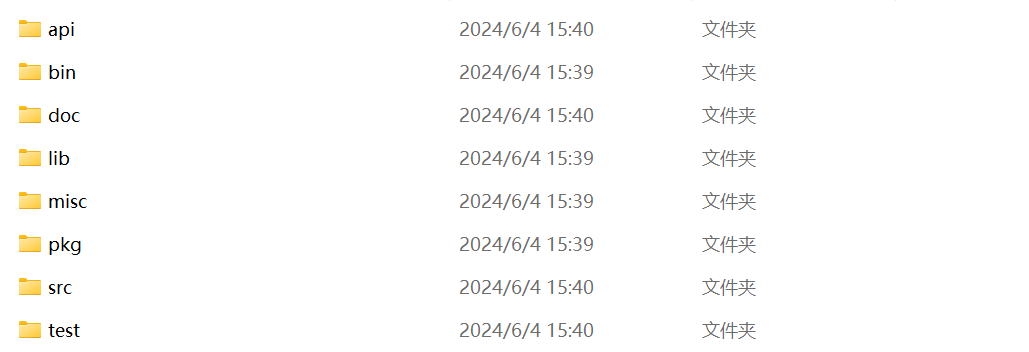 api 2024/6/4 15:40 文件夹
bin 2024/6/4 15:39 文件夹
doc 2024/6/4 15:40 文件夹
lib 2024/6/4 15:39 文件夹
misc 2024/6/4 15:39 文件夹
pkg 2024/6/4 15:39 文件夹
src 2024/6/4 15:40 文件夹
test 2024/6/4 15:40 文件夹